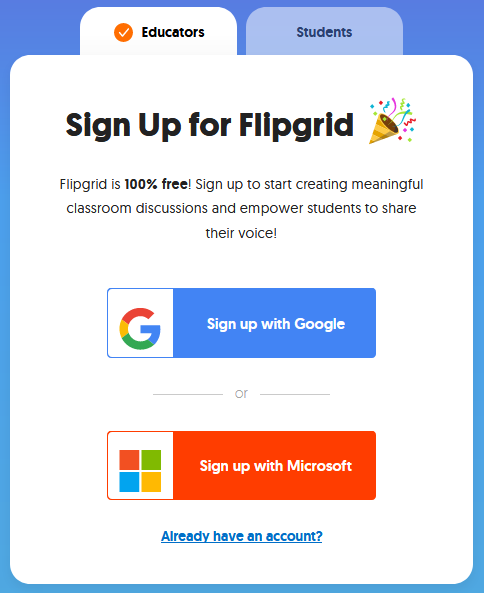 Educators
Students
Sign Up for Flipgrid
Flipgrid is 100% free! Sign up to start creating meaningful
classroom discussions and empower students to share
their voice!
Sign up with Google
or
Sign up with Microsoft
Already have an account?